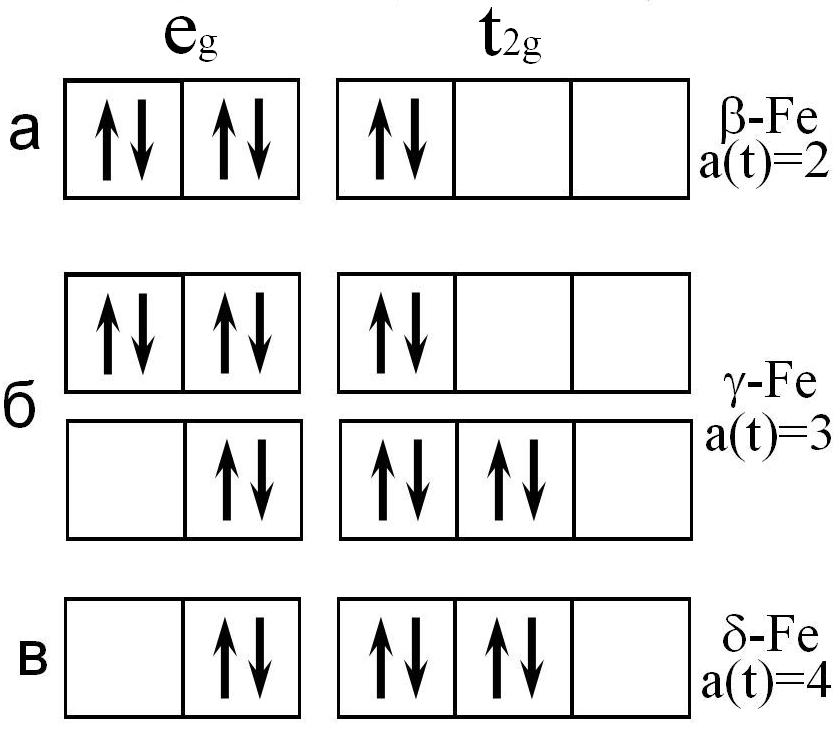 eg t2g
а
β-Fe
a(t)=2
б
γ-Fe
a(t)=3
в
δ-Fe
a(t)=4